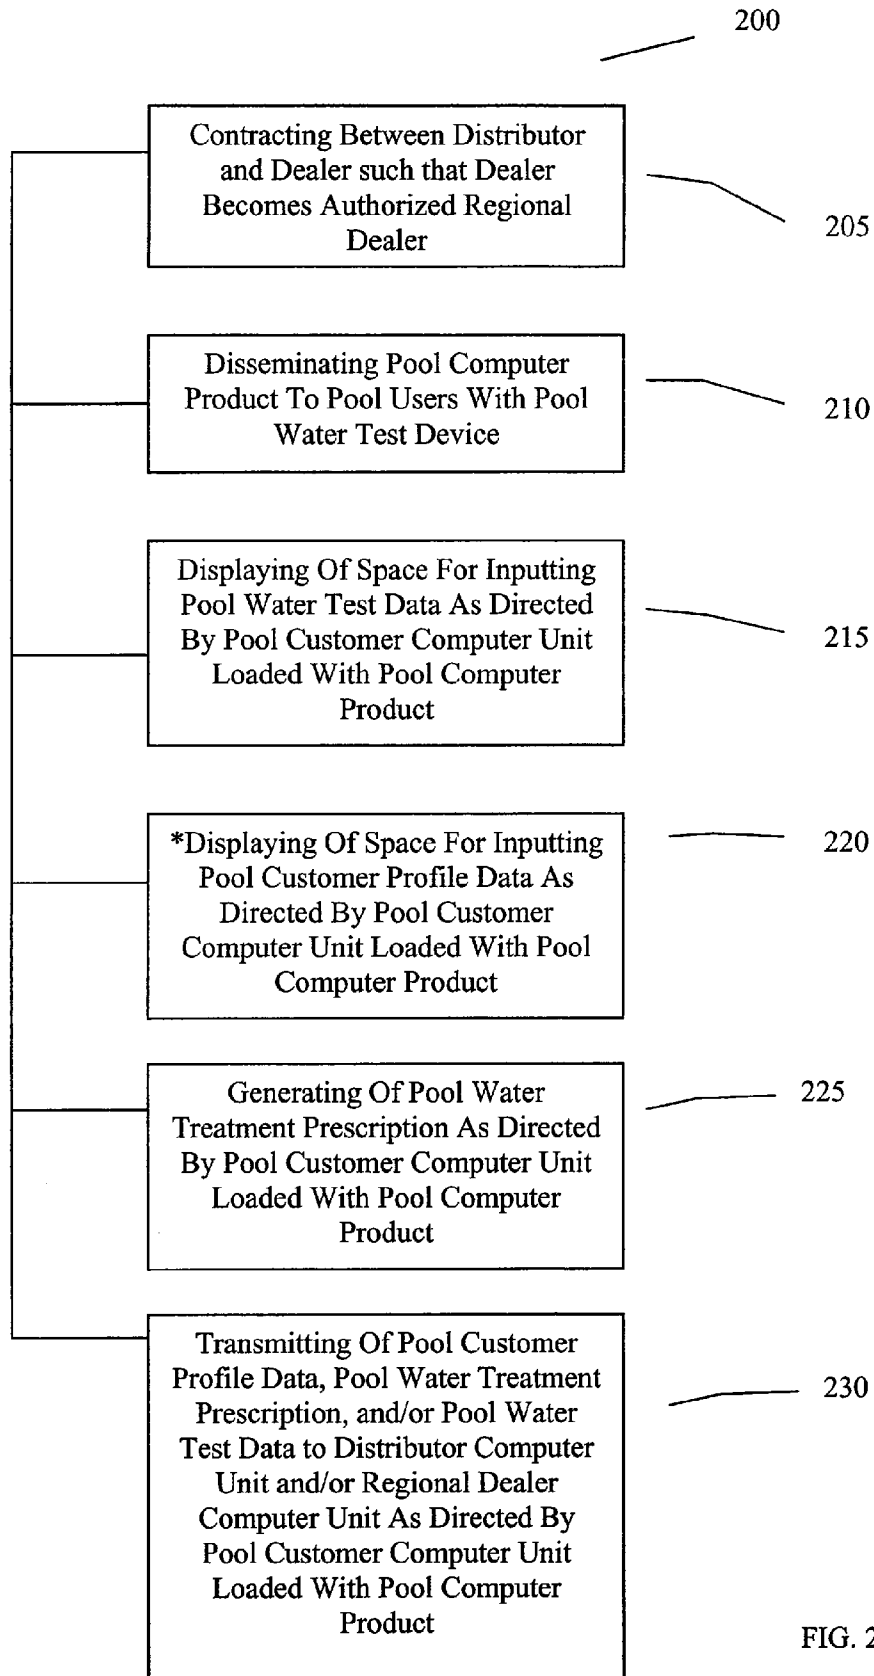 200
Contracting Between Distributor
and Dealer such that Dealer
Becomes Authorized Regional
Dealer
205
Disseminating Pool Computer
Product To Pool Users With Pool
Water Test Device
210
Displaying Of Space For Inputting
Pool Water Test Data As Directed
By Pool Customer Computer Unit
Loaded With Pool Computer
Product
215
*Displaying Of Space For Inputting
Pool Customer Profile Data As
Directed By Pool Customer
Computer Unit Loaded With Pool
Computer Product
220
Generating Of Pool Water
Treatment Prescription As Directed
By Pool Customer Computer Unit
Loaded With Pool Computer
Product
225
Transmitting Of Pool Customer
Profile Data, Pool Water Treatment
Prescription, and/or Pool Water
Test Data to Distributor Computer
Unit and/or Regional Dealer
Computer Unit As Directed By
Pool Customer Computer Unit
Loaded With Pool Computer
Product
230
FIG. 2